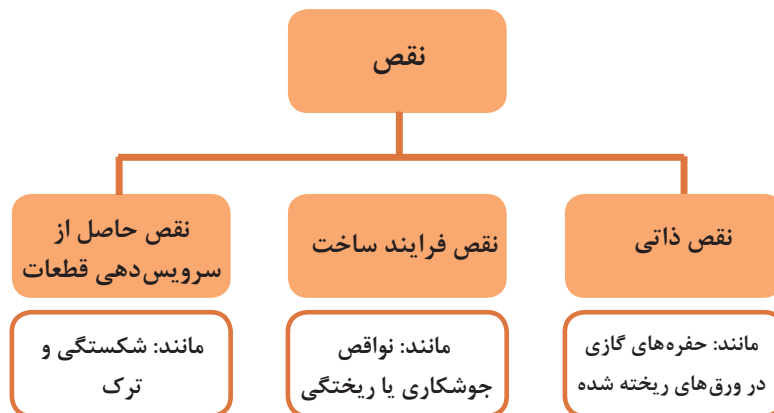 نقص
نقص ذاتی
نقص فرایند ساخت
نقص حاصل از
سرویس‌دهی قطعات
مانند: حفره‌های گازی
در ورق‌های ریخته شده
مانند: نواقص
جوشکاری یا ریختگی
مانند: شکستگی و
ترک